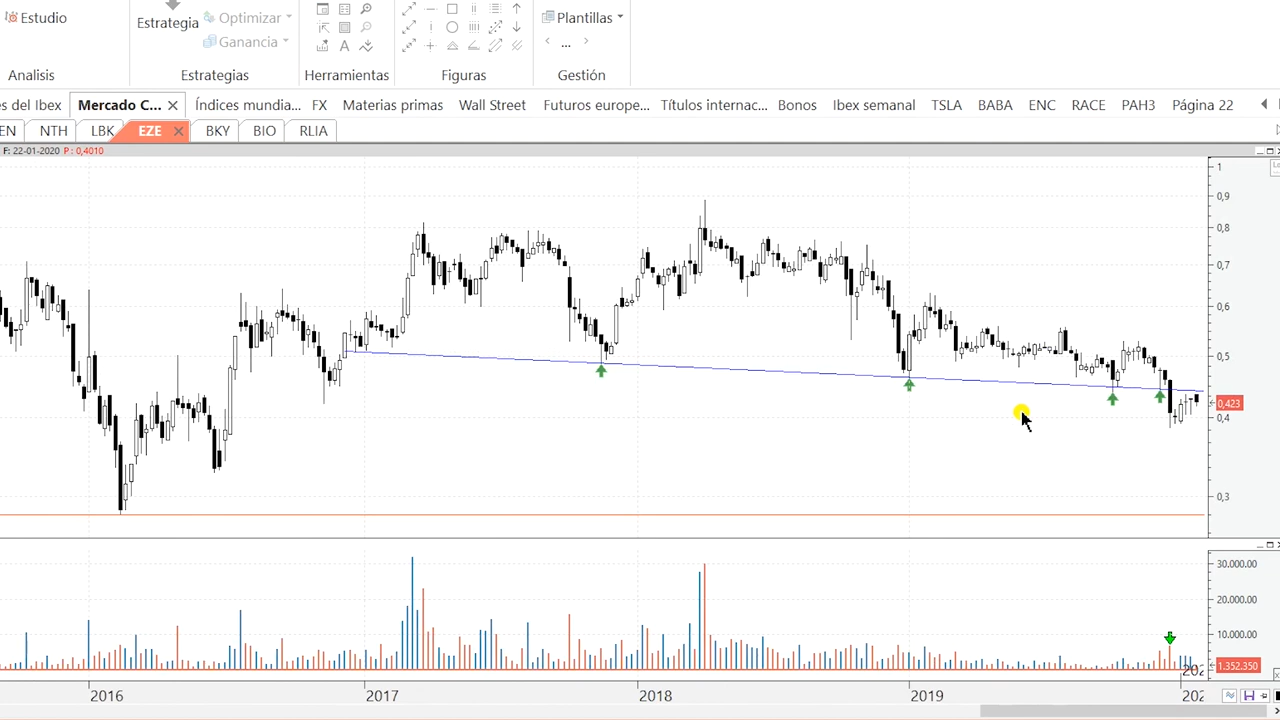 Estudio
Estrategia
Optimizar
Ganancia
A
Plantillas
...
Analisis
Estrategias
Herramientas
Figuras
Gestión
es del Ibex
Mercado C...
Índices mundia...
FX
Materias primas
Wall Street
Futuros europe...
Títulos internac...
Bonos
Ibex semanal
TSLA
BABA
ENC
RACE
PAH3
Página 22
EN
NTH
LBK
EZE
BKY
BIO
RLIA
F: 22-01-2020 P: 0,4010
1
0,9
0,8
0,7
0,6
0,5
0,423
0,4
0,3
30.000.00
20.000.00
10.000.00
1.352.350
202
2016
2017
2018
2019
202